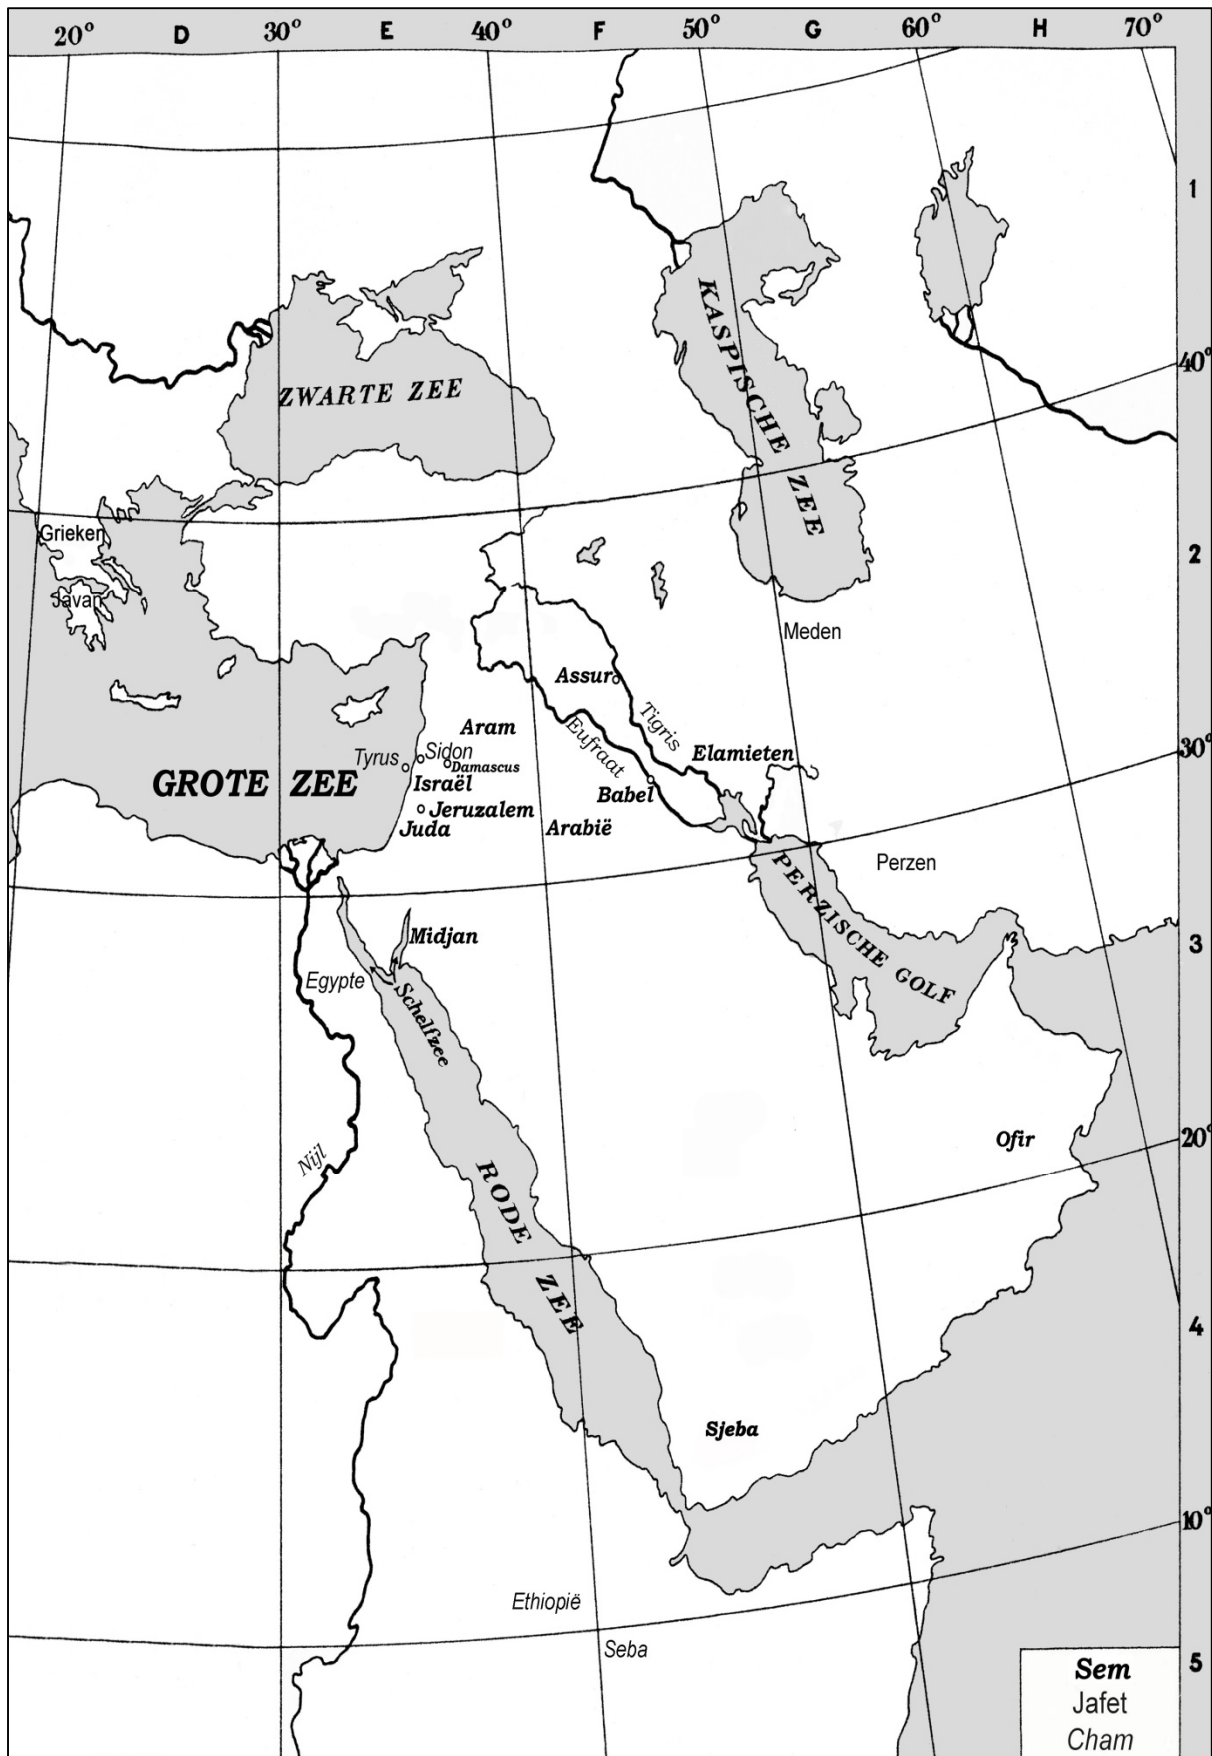 20° D 30° E 40° F 50° G 60° H 70°
1
KASPISCHE ZEE
40°
ZWARTE ZEE
Grieken
2
Javan
Meden
Assur
Tigris
Aram
Eufraat
Elamieten
30°
Tyrus
Sidon
Damascus
GROTE ZEE
Israël
Babel
Jeruzalem
Juda
Arabië
PERZISCHE GOLF
Perzen
Midjan
3
Egypte
Schelfzee
Ofir
20°
Nijl
RODE ZEE
4
Sjeba
10°
Ethiopië
Seba
5
Sem
Jafet
Cham